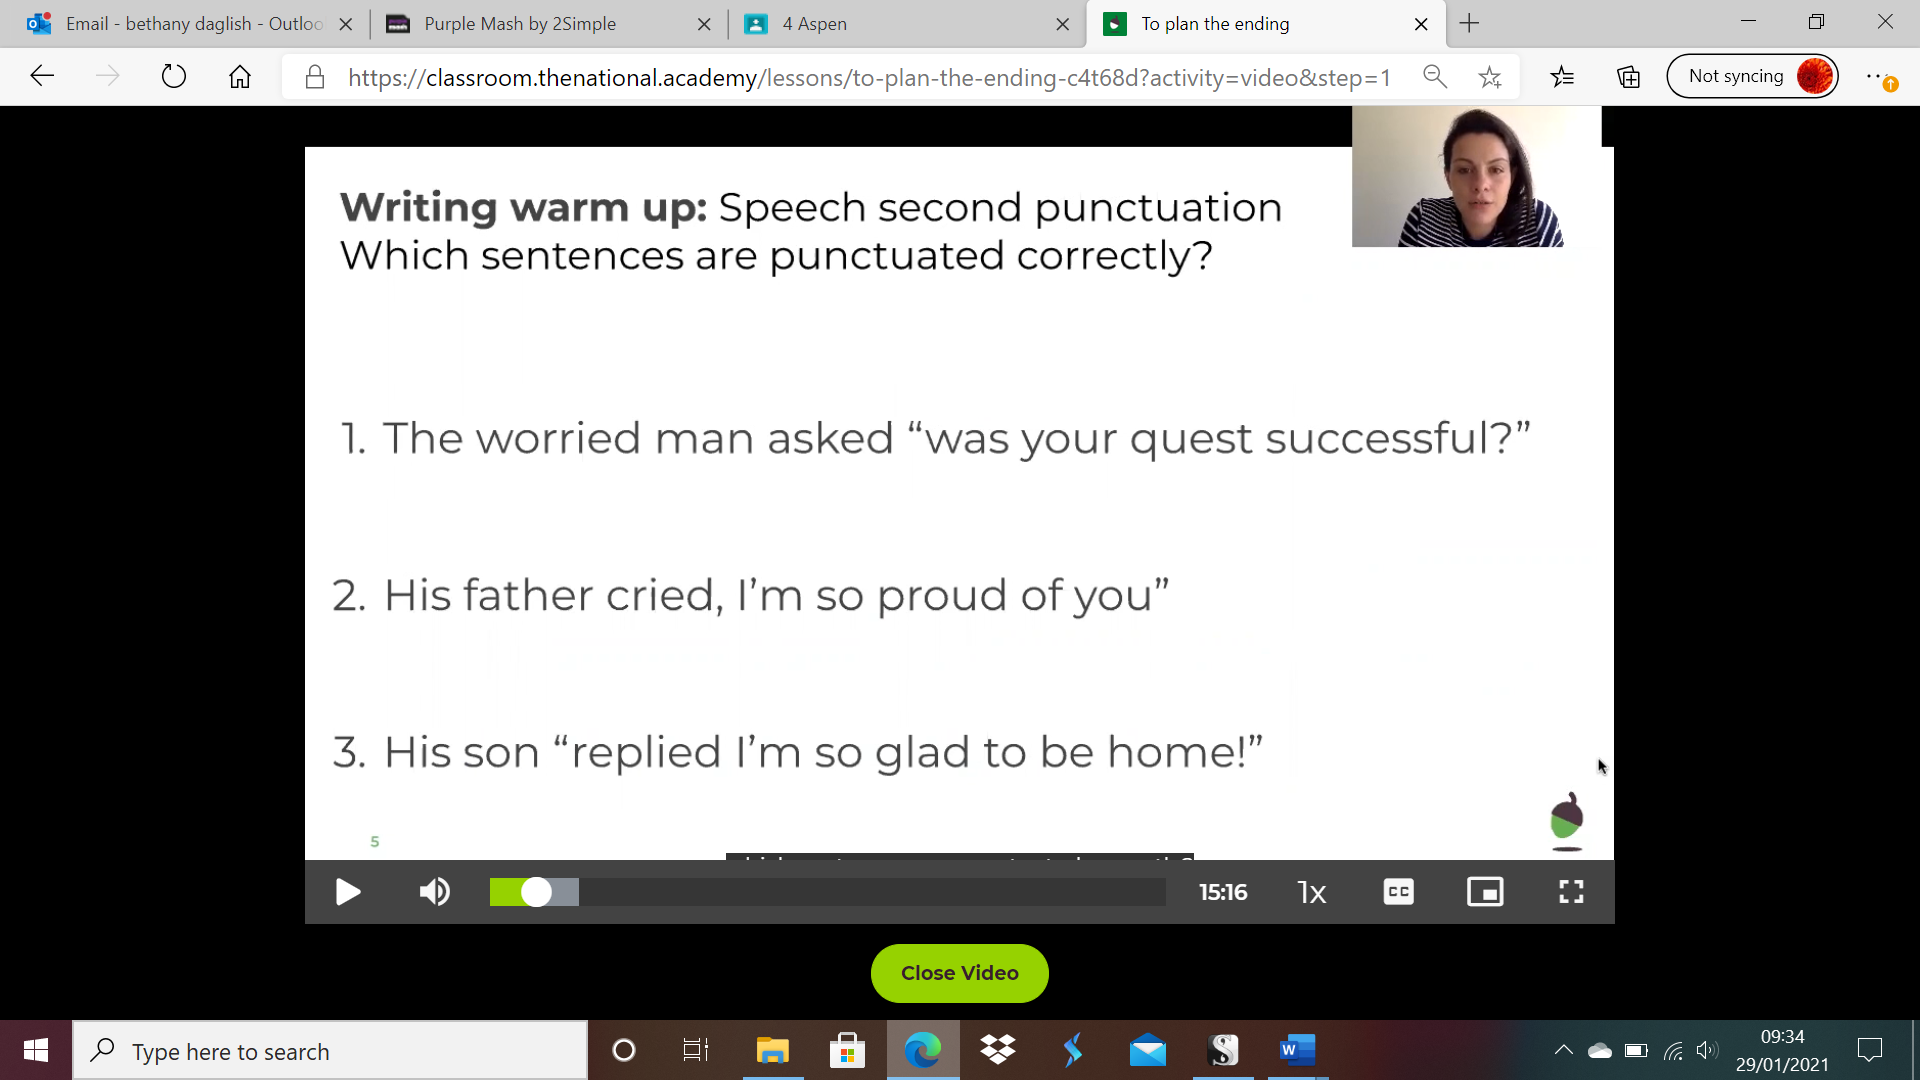 Email - bethany daglish - Outloo
Purple Mash by 2Simple
4 Aspen
To plan the ending
https://classroom.thenational.academy/lessons/to-plan-the-ending-c4t68d?activity=video&step=1
Not syncing
Writing warm up: Speech second punctuation
Which sentences are punctuated correctly?
1. The worried man asked “was your quest successful?”
2. His father cried, I’m so proud of you”
3. His son “replied I’m so glad to be home!”
5
15:16
1x
CC
Close Video
Type here to search
09:34
29/01/2021